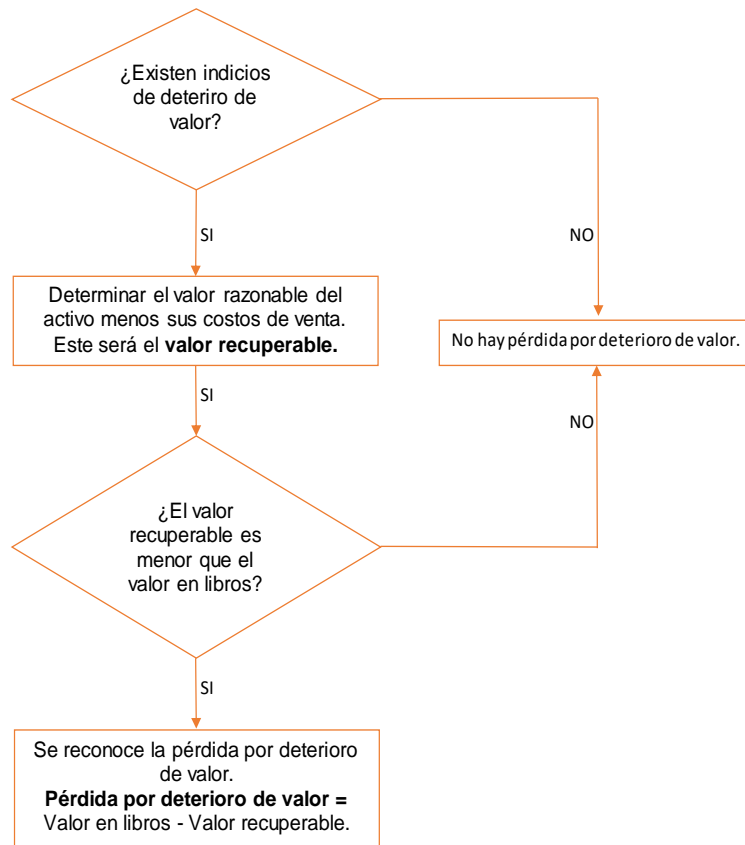 ¿Existen indicios
de deteriro de
valor?
SI
NO
Determinar el valor razonable del
activo menos sus costos de venta.
Este será el valor recuperable.
No hay pérdida por deterioro de valor.
SI
NO
¿El valor
recuperable es
menor que el
valor en libros?
SI
Se reconoce la pérdida por deterioro
de valor.
Pérdida por deterioro de valor =
Valor en libros - Valor recuperable.